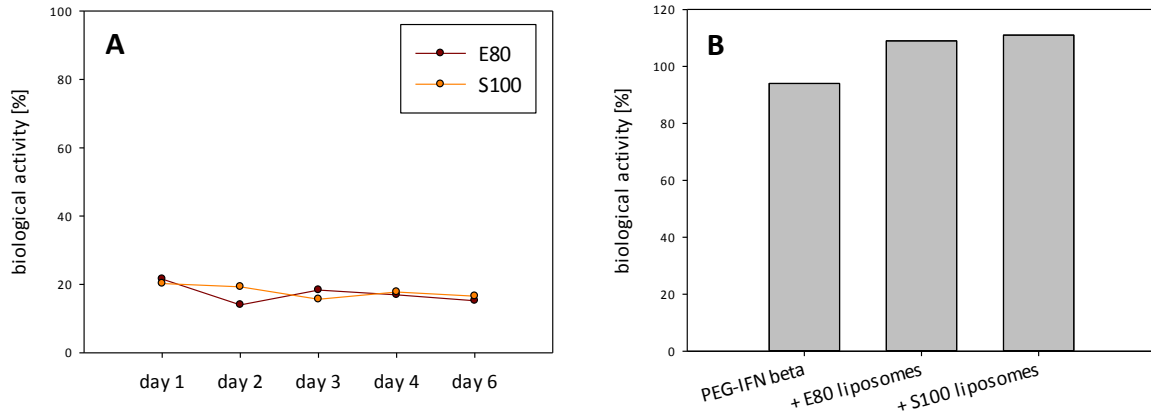 A
E80
S100
biological activity [%]
100
80
60
40
20
0
day 1 day 2 day 3 day 4 day 6
B
biological activity [%]
120
100
80
60
40
20
0
PEG-IFN beta
+ E80 liposomes
+ S100 liposomes